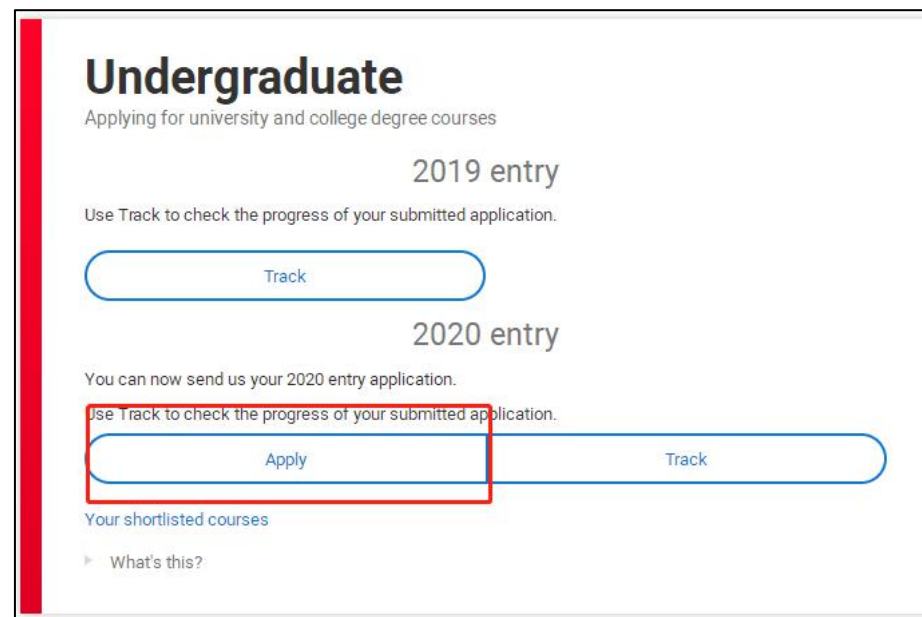 Undergraduate
Applying for university and college degree courses
2019 entry
Use Track to check the progress of your submitted application.
Track
2020 entry
You can now send us your 2020 entry application.
Use Track to check the progress of your submitted application.
Apply Track
Your shortlisted courses
What's this?